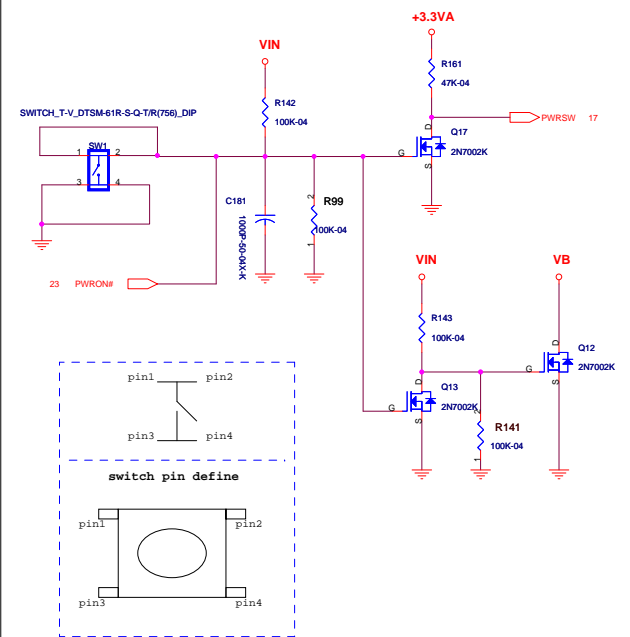 +3.3VA
VIN
R161
47K-04
R142
100K-04
SWITCH_T-V_DTSM-61R-S-Q-T/R(756)_DIP
PWRSW 17
D
Q17
SW1
1 2
G
2N7002K
S
3 4
C181
1000P-50-04X-K
2
R99
100K-04
1
23 PWRON#
VIN
VB
R143
100K-04
D
Q12
G
2N7002K
S
pin1 pin2
D
Q13
G
2N7002K
S
2
R141
100K-04
1
pin3 pin4
switch pin define
pin1 pin2
pin3 pin4